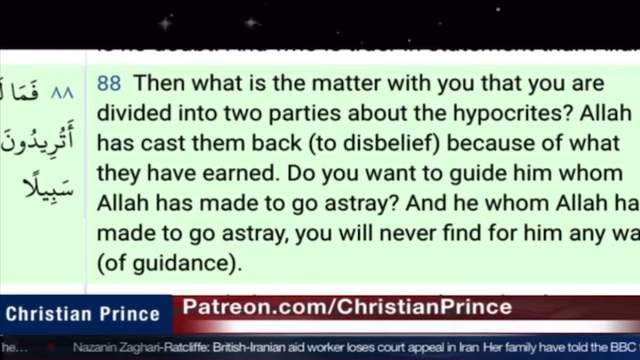 88 Then what is the matter with you that you are
divided into two parties about the hypocrites? Allah
has cast them back (to disbelief) because of what
they have earned. Do you want to guide him whom
Allah has made to go astray? And he whom Allah ha
made to go astray, you will never find for him any wa
(of guidance).
٨٨ فَمَا لَ
أَتُرِيدُونَ
سَبِيلًا
Christian Prince
Patreon.com/ChristianPrince
he... Nazanin Zaghari-Ratcliffe: British-Iranian aid worker loses court appeal in Iran Her family have told the BBC